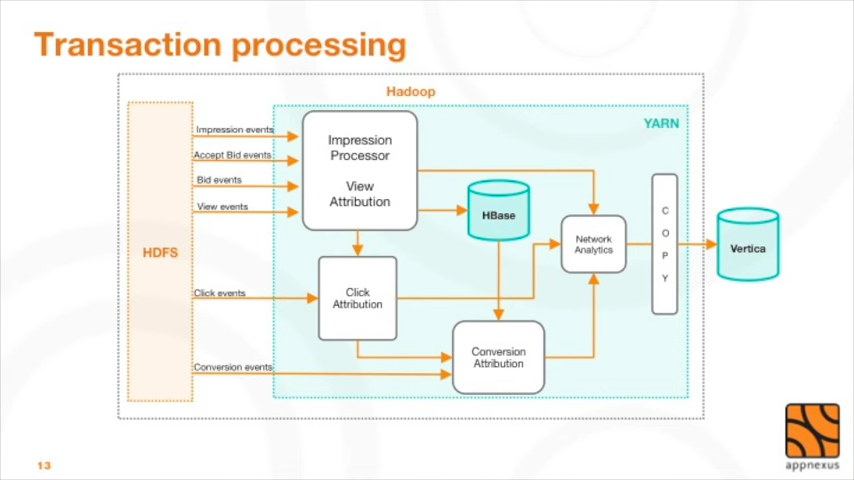 Transaction processing
Hadoop
YARN
HDFS
Impression events
Accept Bid events
Bid events
View events
Click events
Conversion events
Impression
Processor
View
Attribution
HBase
Click
Attribution
Conversion
Attribution
Network
Analytics
C
O
P
Y
Vertica
13
appnexus